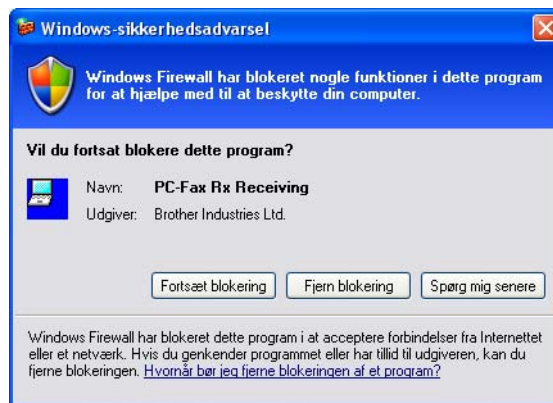 Windows-sikkerhedsadvarsel
Windows Firewall har blokeret nogle funktioner i dette program
for at hjælpe med til at beskytte din computer.
Vil du fortsat blokere dette program?
Navn: PC-Fax Rx Receiving
Udgiver: Brother Industries Ltd.
Fortsæt blokering Fjern blokering Spørg mig senere
Windows Firewall har blokeret dette program i at acceptere forbindelser fra Internettet
eller et netværk. Hvis du genkender programmet eller har tillid til udgiveren, kan du
fjerne blokeringen. Hvornår bør jeg fjerne blokeringen af et program?